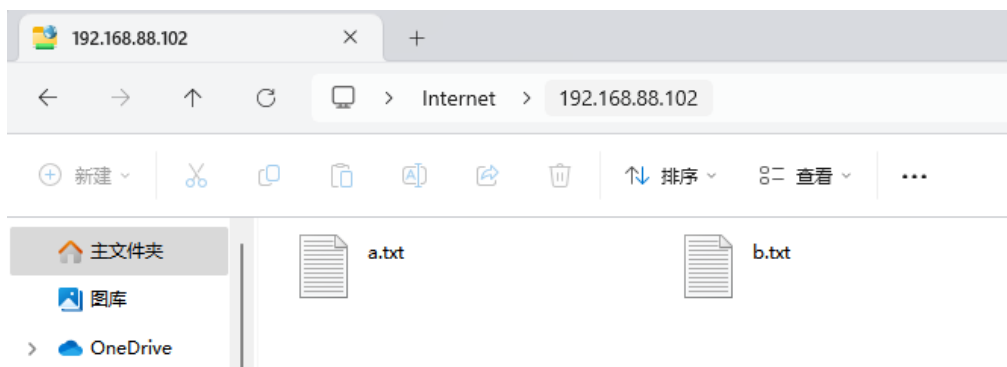 192.168.88.102
Internet > 192.168.88.102
新建 排序 查看
主文件夹 a.txt b.txt
图库
OneDrive